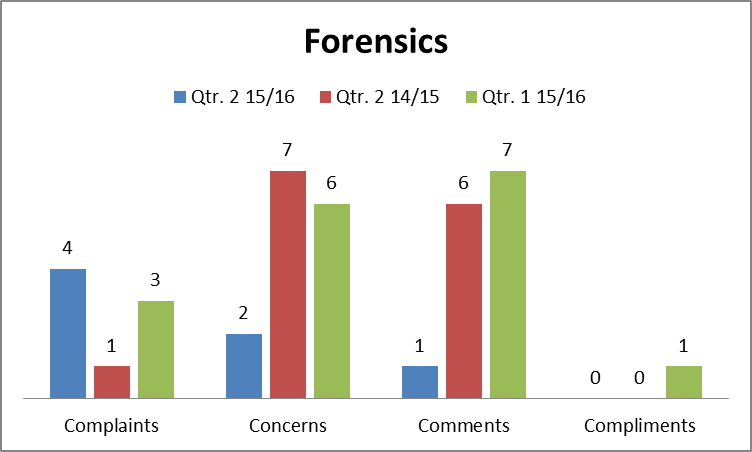 Forensics
Qtr. 2 15/16 Qtr. 2 14/15 Qtr. 1 15/16
7 7
6 6
4
3
2
1 1 1
0 0
Complaints Concerns Comments Compliments